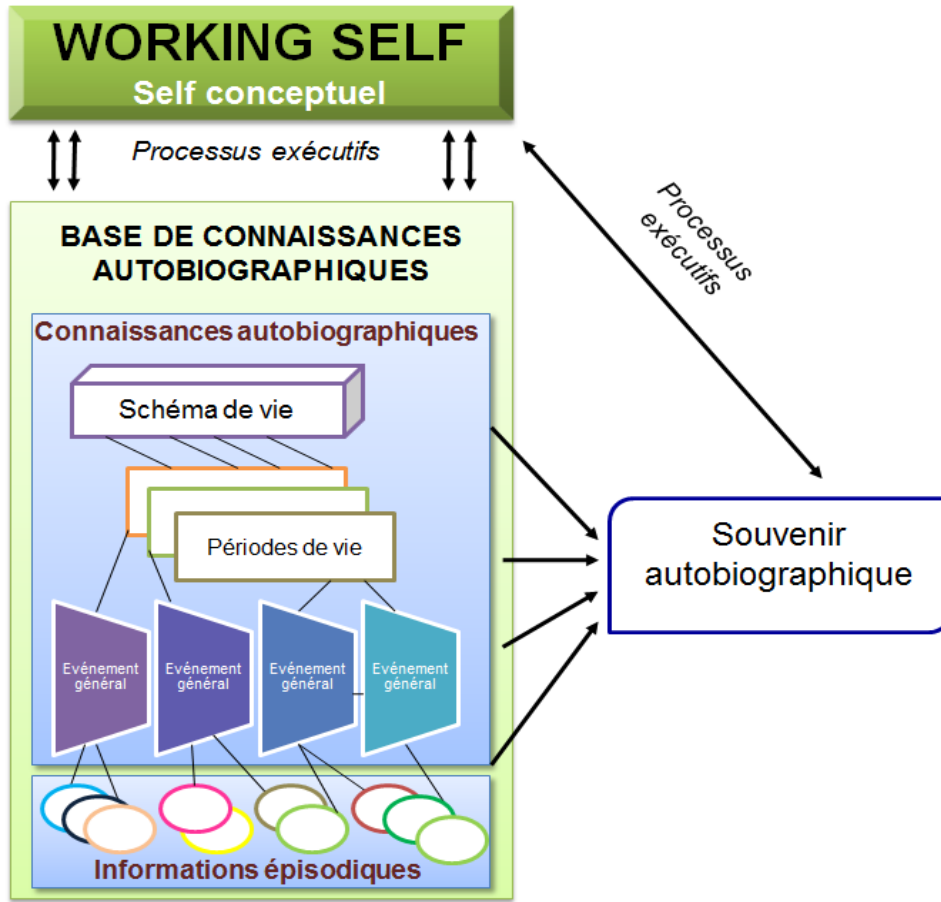 WORKING SELF
Self conceptuel
Processus exécutifs
Processus
exécutifs
BASE DE CONNAISSANCES
AUTOBIOGRAPHIQUES
Connaissances autobiographiques
Schéma de vie
Périodes de vie
Souvenir
autobiographique
Evénement
général
Evénement
général
Evénement
général
Evénement
général
Informations épisodiques